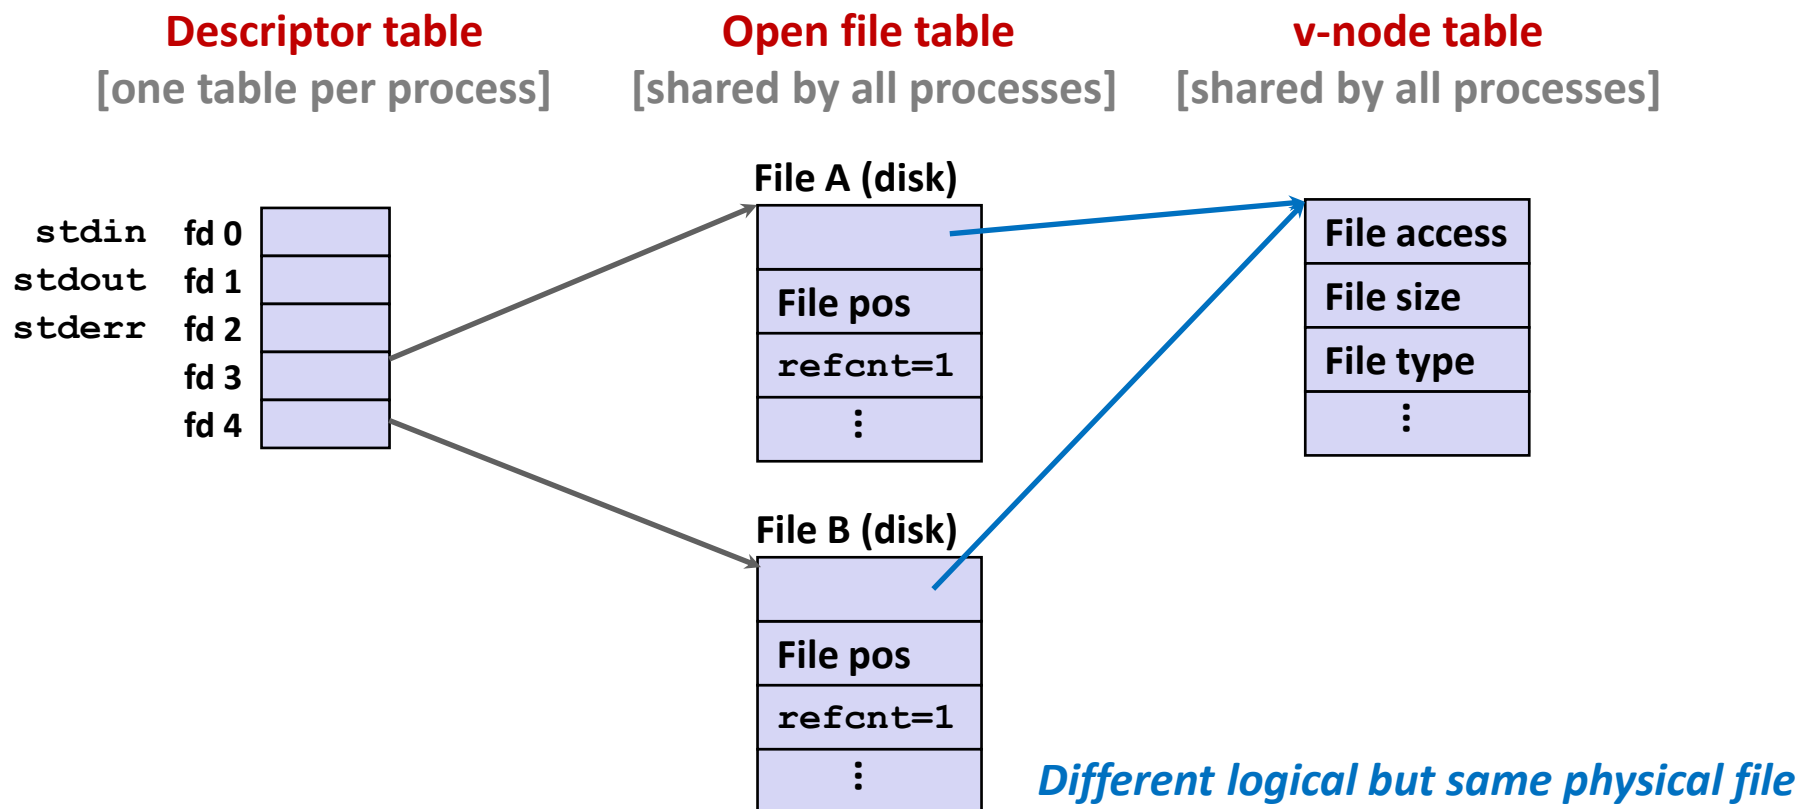 Descriptor table
[one table per process]
Open file table
[shared by all processes]
v-node table
[shared by all processes]
stdin fd 0
stdout fd 1
stderr fd 2
fd 3
fd 4
File A (disk)
File pos
refcnt=1
⋮
File B (disk)
File pos
refcnt=1
⋮
File access
File size
File type
⋮
Different logical but same physical file